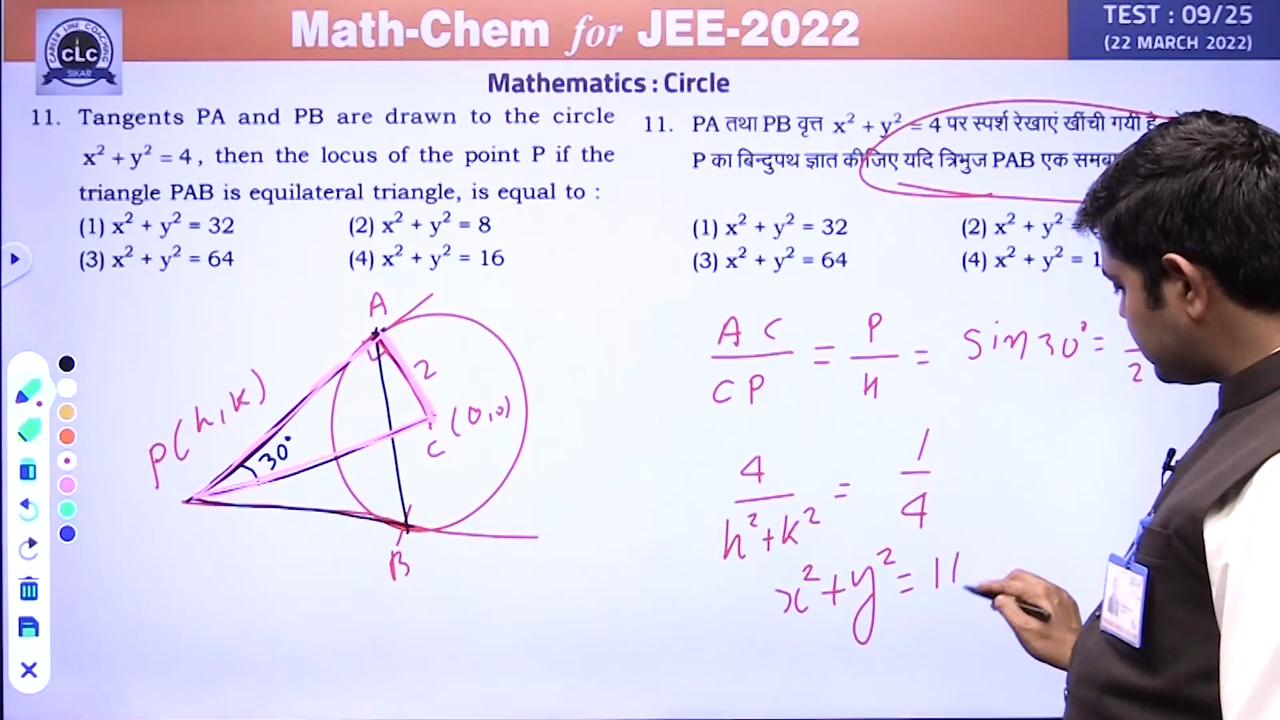 CAREER LINE COACHING
CLC
SIKAR
Math-Chem for JEE-2022
TEST : 09/25
(22 MARCH 2022)
Mathematics : Circle
11. Tangents PA and PB are drawn to the circle
x² + y² = 4 , then the locus of the point P if the
triangle PAB is equilateral triangle, is equal to :
(1) x² + y² = 32 (2) x² + y² = 8
(3) x² + y² = 64 (4) x² + y² = 16
11. PA तथा PB वृत्त x² + y² = 4 पर स्पर्श रेखाएं खींची गयी
P का बिन्दुपथ ज्ञात कीजिए यदि त्रिभुज PAB एक
(1) x² + y² = 32 (2) x² + y² =
(3) x² + y² = 64 (4) x² + y² = 1
A
2
P(h,k)
30°
C (0,0)
B
AC/CP = P/H = sin30° = /2
4/h²+k² = 1/4
x²+y² = 1